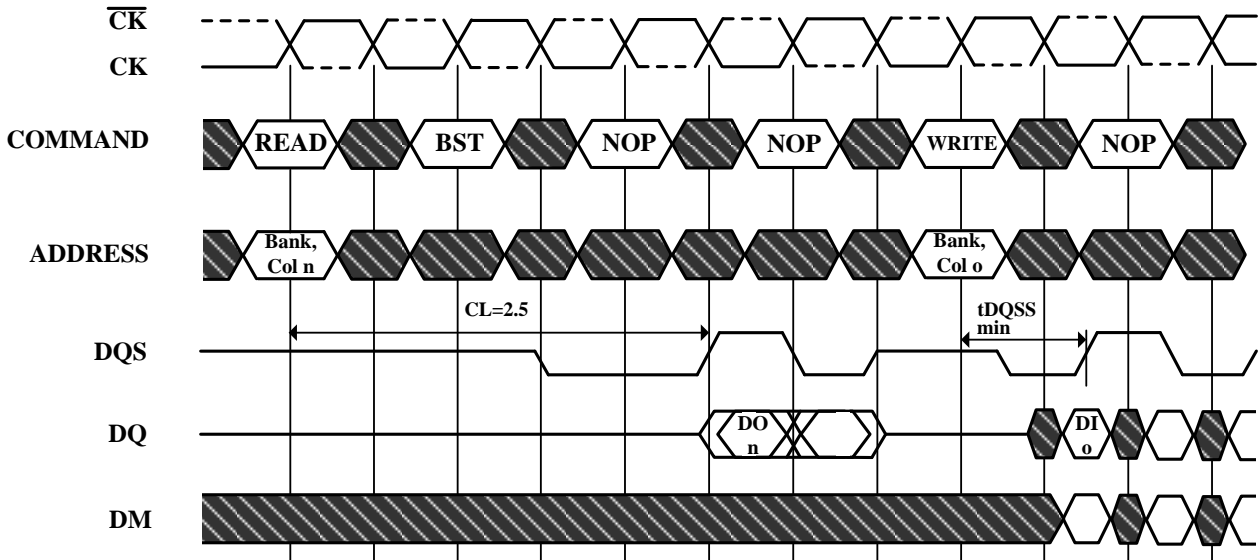 CK
CK
COMMAND
READ
BST
NOP
NOP
WRITE
NOP
ADDRESS
Bank,
Col n
Bank,
Col o
CL=2.5
tDQSS
min
DQS
DQ
DO
n
DI
o
DM